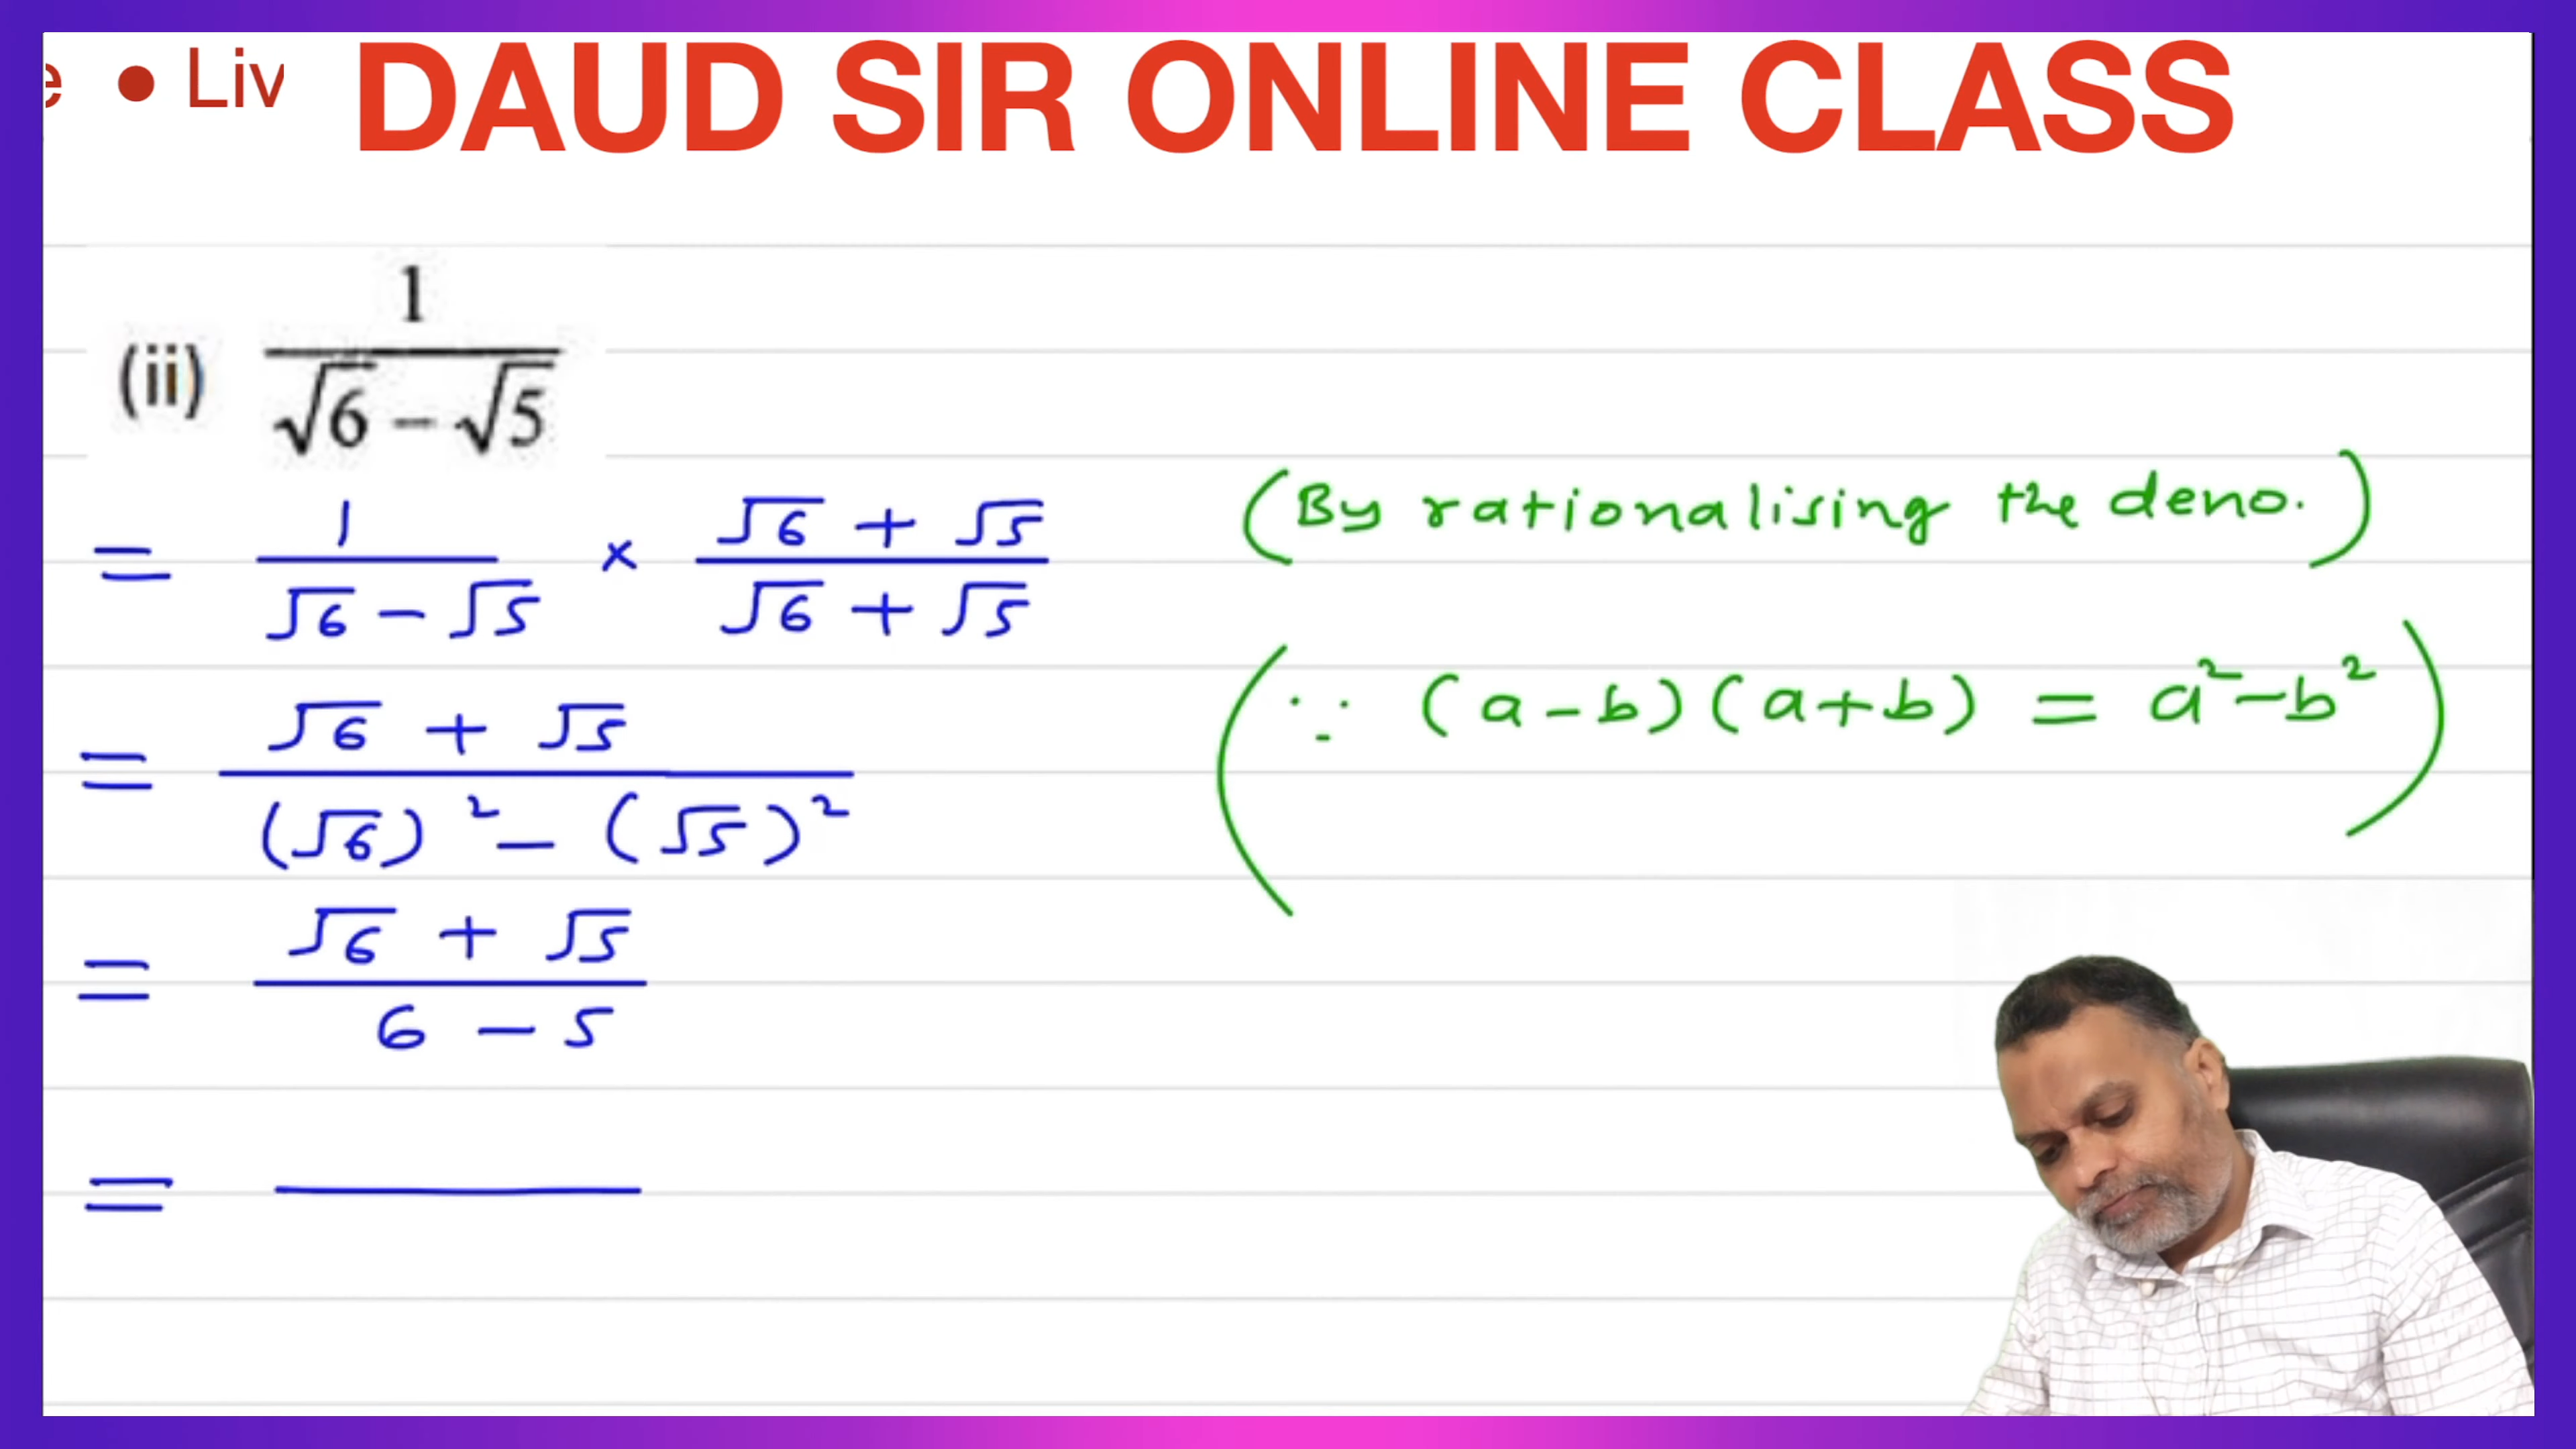 e • Liv
DAUD SIR ONLINE CLASS
(ii) 1 / (√6 − √5)
= 1 / (√6 − √5) × (√6 + √5) / (√6 + √5) (By rationalising the deno.)
= (√6 + √5) / ((√6)² − (√5)²) (∵ (a − b)(a + b) = a² − b²)
= (√6 + √5) / (6 − 5)
=